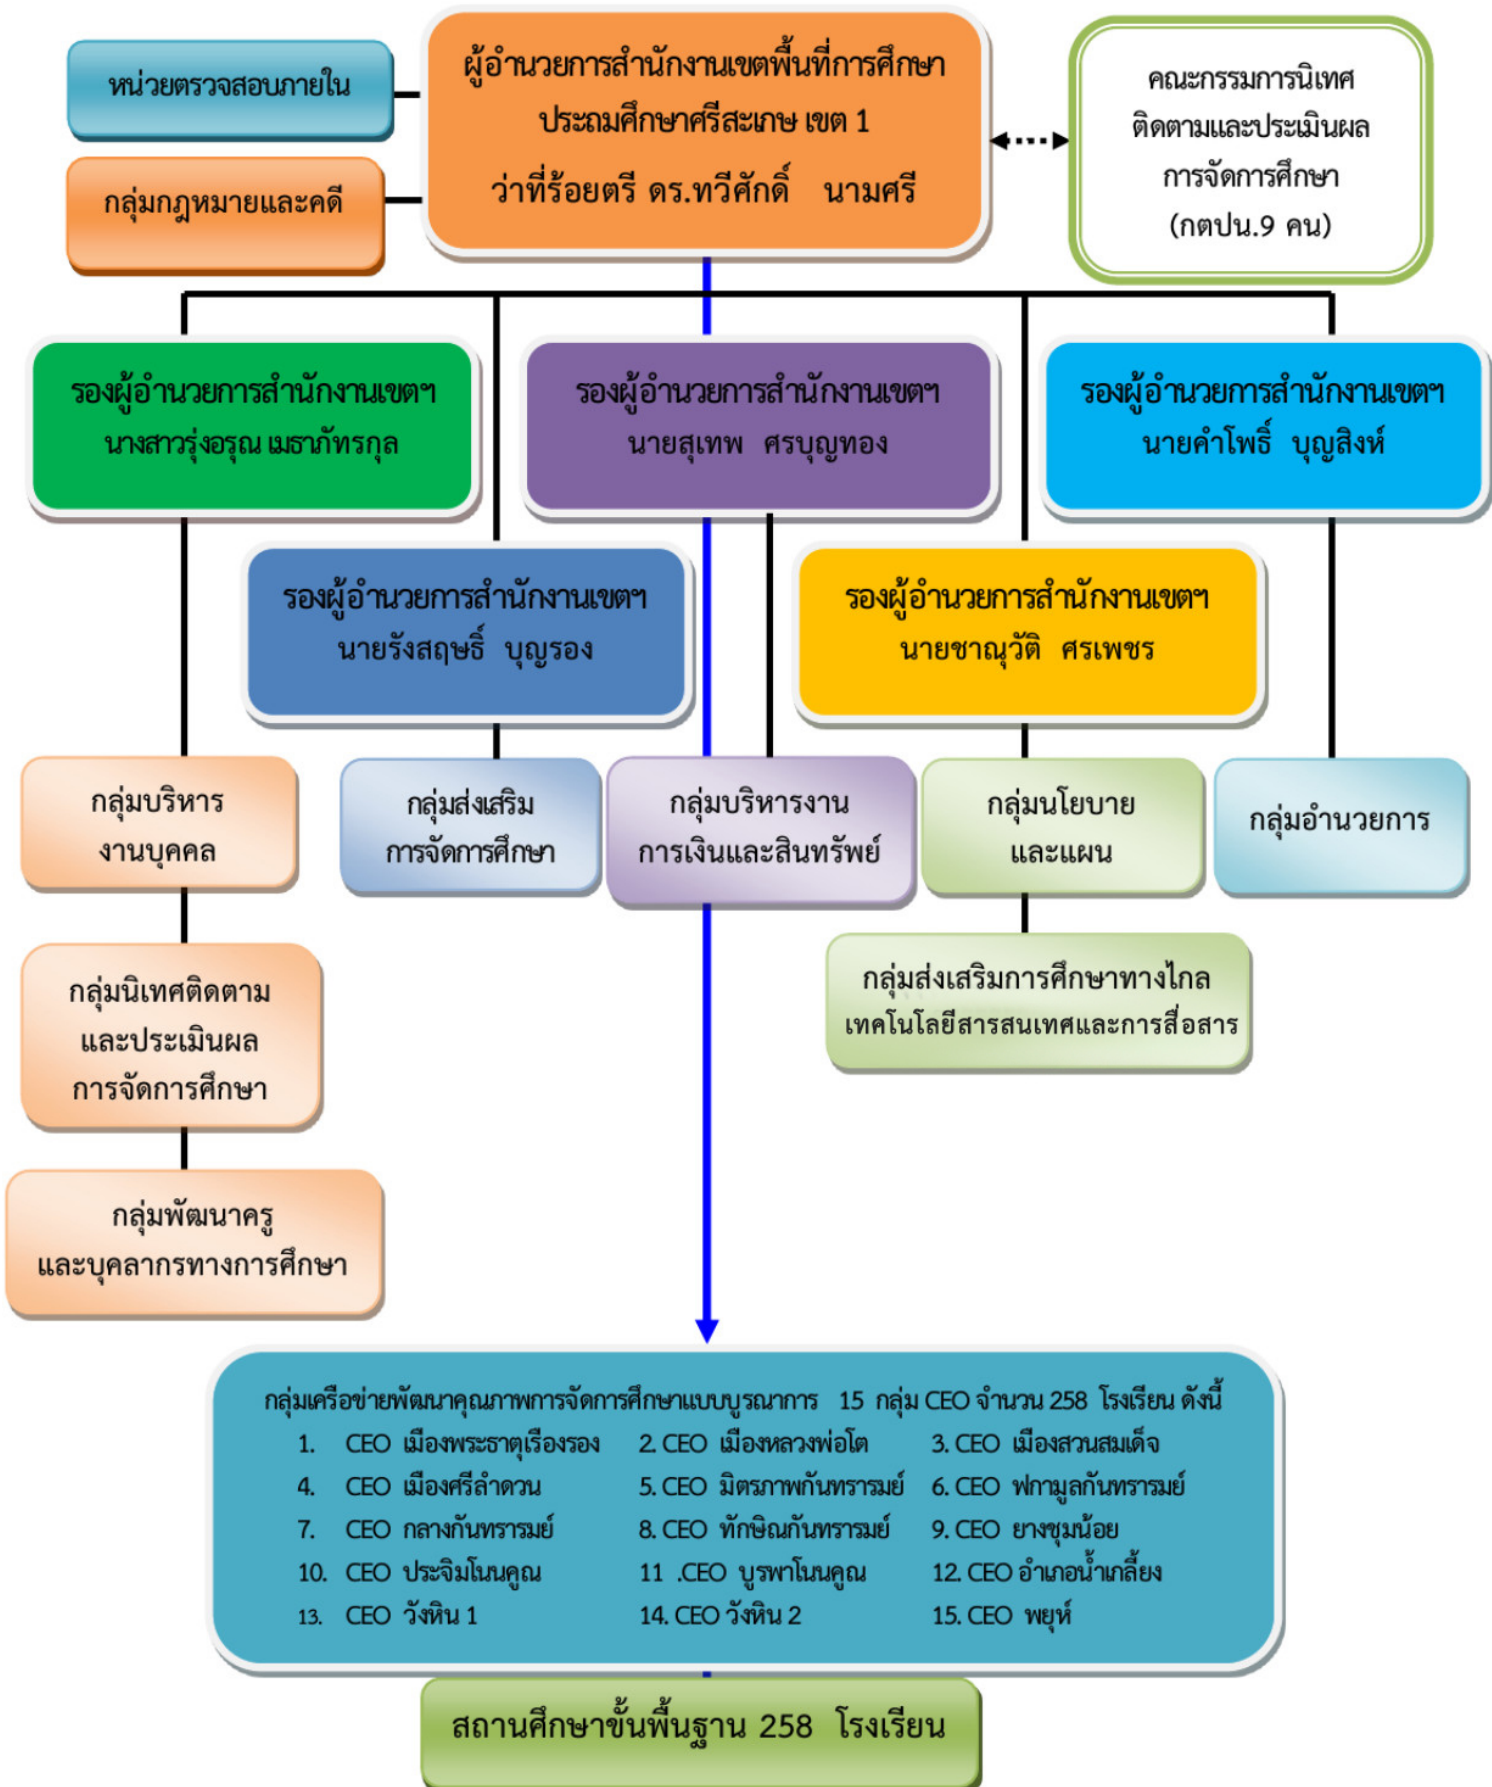 หน่วยตรวจสอบภายใน
กลุ่มกฎหมายและคดี
ผู้อำนวยการสำนักงานเขตพื้นที่การศึกษา
ประถมศึกษาศรีสะเกษ เขต 1
ว่าที่ร้อยตรี ดร.ทวีศักดิ์ นามศรี
คณะกรรมการนิเทศ
ติดตามและประเมินผล
การจัดการศึกษา
(กตปน.9 คน)
รองผู้อำนวยการสำนักงานเขตฯ
นางสาวรุ่งอรุณ เมธาภัทรกุล
รองผู้อำนวยการสำนักงานเขตฯ
นายสุเทพ ศรบุญทอง
รองผู้อำนวยการสำนักงานเขตฯ
นายคำโพธิ์ บุญสิงห์
รองผู้อำนวยการสำนักงานเขตฯ
นายรังสฤษธิ์ บุญรอง
รองผู้อำนวยการสำนักงานเขตฯ
นายชาณุวัติ ศรเพชร
กลุ่มบริหาร
งานบุคคล
กลุ่มส่งเสริม
การจัดการศึกษา
กลุ่มบริหารงาน
การเงินและสินทรัพย์
กลุ่มนโยบาย
และแผน
กลุ่มอำนวยการ
กลุ่มนิเทศติดตาม
และประเมินผล
การจัดการศึกษา
กลุ่มส่งเสริมการศึกษาทางไกล
เทคโนโลยีสารสนเทศและการสื่อสาร
กลุ่มพัฒนาครู
และบุคลากรทางการศึกษา
กลุ่มเครือข่ายพัฒนาคุณภาพการจัดการศึกษาแบบบูรณาการ 15 กลุ่ม CEO จำนวน 258 โรงเรียน ดังนี้
1. CEO เมืองพระธาตุเรืองรอง 2. CEO เมืองหลวงพ่อโต 3. CEO เมืองสวนสมเด็จ
4. CEO เมืองศรีลำดวน 5. CEO มิตรภาพกันทรารมย์ 6. CEO ฟกามูลกันทรารมย์
7. CEO กลางกันทรารมย์ 8. CEO ทักษิณกันทรารมย์ 9. CEO ยางชุมน้อย
10. CEO ประจิมโนนคูณ 11 .CEO บูรพาโนนคูณ 12. CEO อำเภอน้ำเกลี้ยง
13. CEO วังหิน 1 14. CEO วังหิน 2 15. CEO พยุห์
สถานศึกษาขั้นพื้นฐาน 258 โรงเรียน